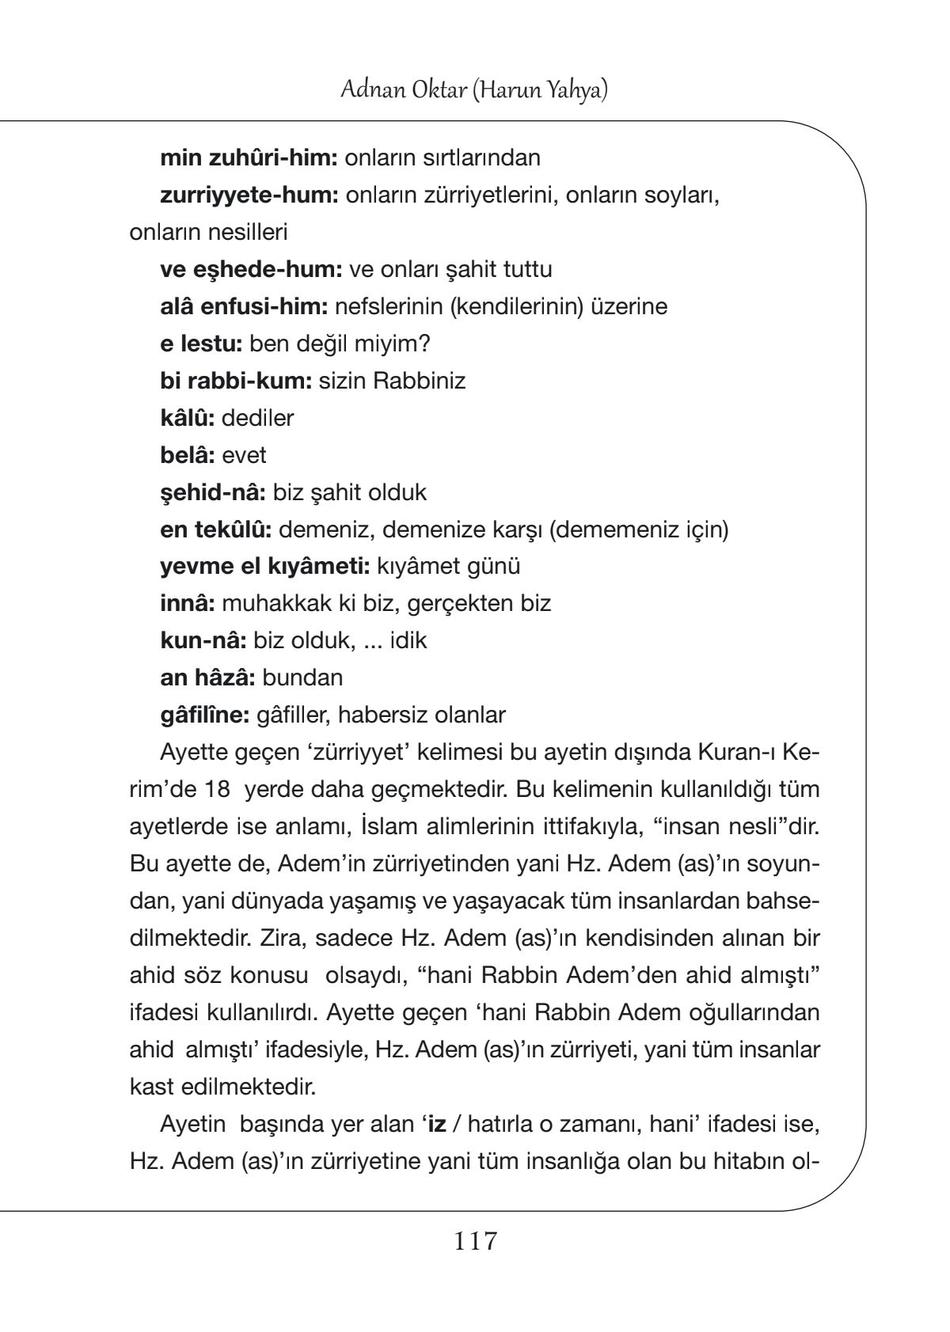 Adnan Oktar (Harun Yahya)
min zuhûri-him: onların sırtlarından
zurriyyete-hum: onların zürriyetlerini, onların soyları,
onların nesilleri
ve eşhede-hum: ve onları şahit tuttu
alâ enfusi-him: nefslerinin (kendilerinin) üzerine
e lestu: ben değil miyim?
bi rabbi-kum: sizin Rabbiniz
kâlû: dediler
belâ: evet
şehid-nâ: biz şahit olduk
en tekûlû: demeniz, demenize karşı (dememeniz için)
yevme el kıyâmeti: kıyâmet günü
innâ: muhakkak ki biz, gerçekten biz
kun-nâ: biz olduk, ... idik
an hâzâ: bundan
gâfilîne: gâfiller, habersiz olanlar
Ayette geçen ‘zürriyyet’ kelimesi bu ayetin dışında Kuran-ı Ke-
rim’de 18 yerde daha geçmektedir. Bu kelimenin kullanıldığı tüm
ayetlerde ise anlamı, İslam alimlerinin ittifakıyla, “insan nesli”dir.
Bu ayette de, Adem’in zürriyetinden yani Hz. Adem (as)’ın soyun-
dan, yani dünyada yaşamış ve yaşayacak tüm insanlardan bahse-
dilmektedir. Zira, sadece Hz. Adem (as)’ın kendisinden alınan bir
ahid söz konusu olsaydı, “hani Rabbin Adem’den ahid almıştı”
ifadesi kullanılırdı. Ayette geçen ‘hani Rabbin Adem oğullarından
ahid almıştı’ ifadesiyle, Hz. Adem (as)’ın zürriyeti, yani tüm insanlar
kast edilmektedir.
Ayetin başında yer alan ‘iz / hatırla o zamanı, hani’ ifadesi ise,
Hz. Adem (as)’ın zürriyetine yani tüm insanlığa olan bu hitabın ol-
117